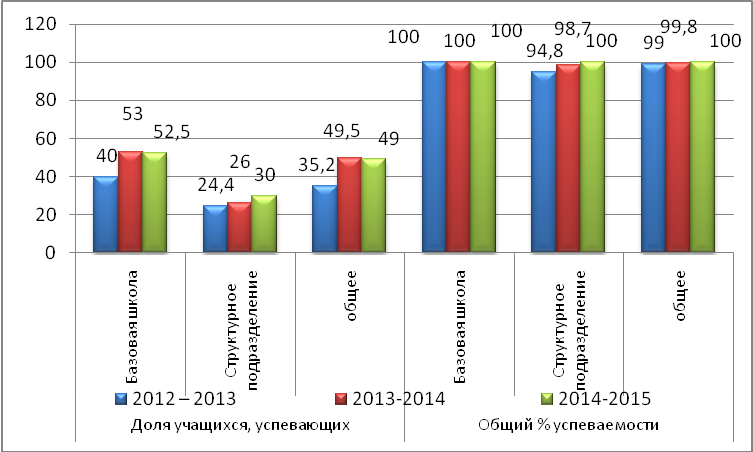 120
100
80
60
40
20
0
40
53
52,5
24,4
26
30
35,2
49,5
49
100
100
100
94,8
98,7
100
99
99,8
100
Базовая школа
Структурное
подразделение
общее
Базовая школа
Структурное
подразделение
общее
2012 – 2013
2013-2014
2014-2015
Доля учащихся, успевающих
Общий % успеваемости